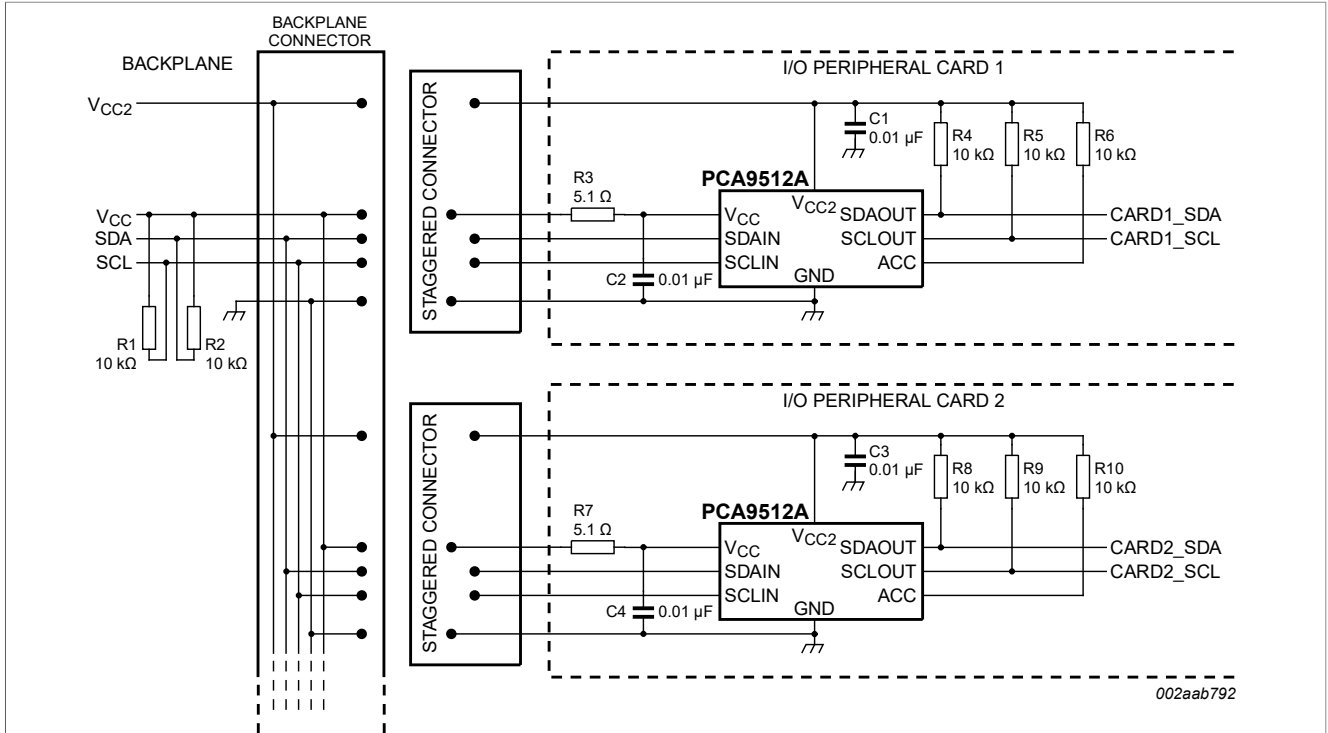 BACKPLANE
CONNECTOR
BACKPLANE
VCC2
VCC
SDA
SCL
R1
10 kΩ
R2
10 kΩ
STAGGERED CONNECTOR
I/O PERIPHERAL CARD 1
C1
0.01 µF
R4
10 kΩ
R5
10 kΩ
R6
10 kΩ
R3
5.1 Ω
PCA9512A
VCC
VCC2
SDAOUT
CARD1_SDA
SDAIN
SCLOUT
CARD1_SCL
SCLIN
ACC
C2
0.01 µF
GND
STAGGERED CONNECTOR
I/O PERIPHERAL CARD 2
C3
0.01 µF
R8
10 kΩ
R9
10 kΩ
R10
10 kΩ
R7
5.1 Ω
PCA9512A
VCC
VCC2
SDAOUT
CARD2_SDA
SDAIN
SCLOUT
CARD2_SCL
SCLIN
ACC
C4
0.01 µF
GND
002aab792